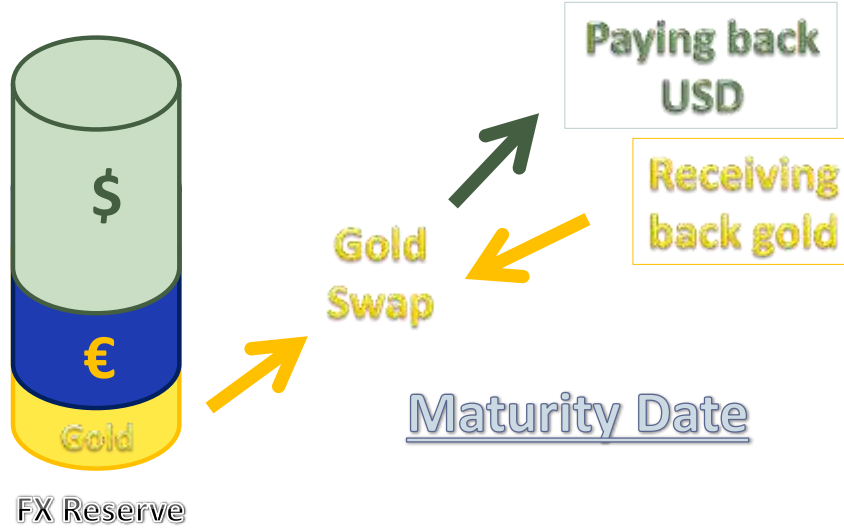 Paying back
USD
$
Receiving
back gold
Gold
Swap
€
Maturity Date
Gold
FX Reserve